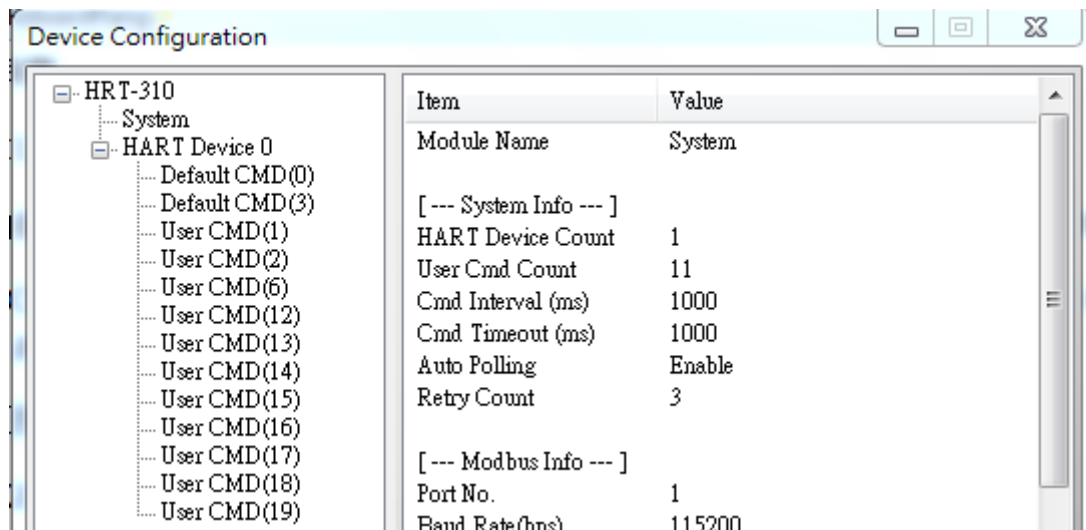 Device Configuration
HRT-310
System
HART Device 0
Default CMD(0)
Default CMD(3)
User CMD(1)
User CMD(2)
User CMD(6)
User CMD(12)
User CMD(13)
User CMD(14)
User CMD(15)
User CMD(16)
User CMD(17)
User CMD(18)
User CMD(19)
Item Value
Module Name System
[ --- System Info --- ]
HART Device Count 1
User Cmd Count 11
Cmd Interval (ms) 1000
Cmd Timeout (ms) 1000
Auto Polling Enable
Retry Count 3
[ --- Modbus Info --- ]
Port No. 1
Baud Rate(bps) 115200